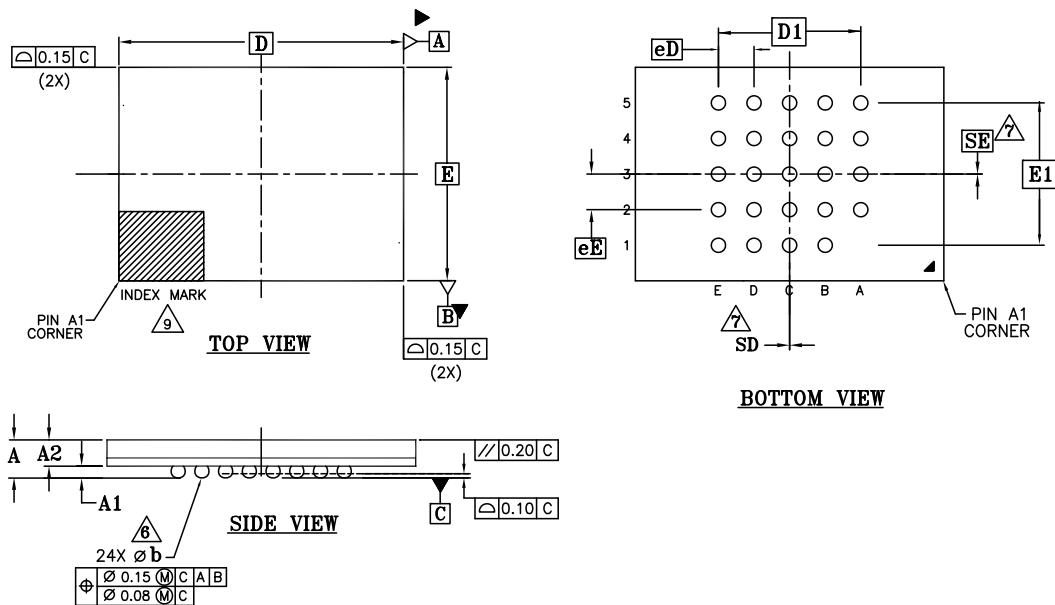 D
A
⌓ 0.15 C
(2X)
E
INDEX MARK
PIN A1
CORNER
9
B
TOP VIEW
⌓ 0.15 C
(2X)
D1
eD
5
4
3
2
1
SE
7
E1
eE
E D C B A
7
SD
PIN A1
CORNER
BOTTOM VIEW
A
A2
A1
// 0.20 C
C
⌓ 0.10 C
SIDE VIEW
6
24X ⌀ b
⌖ ⌀ 0.15 Ⓜ C A B
⌀ 0.08 Ⓜ C